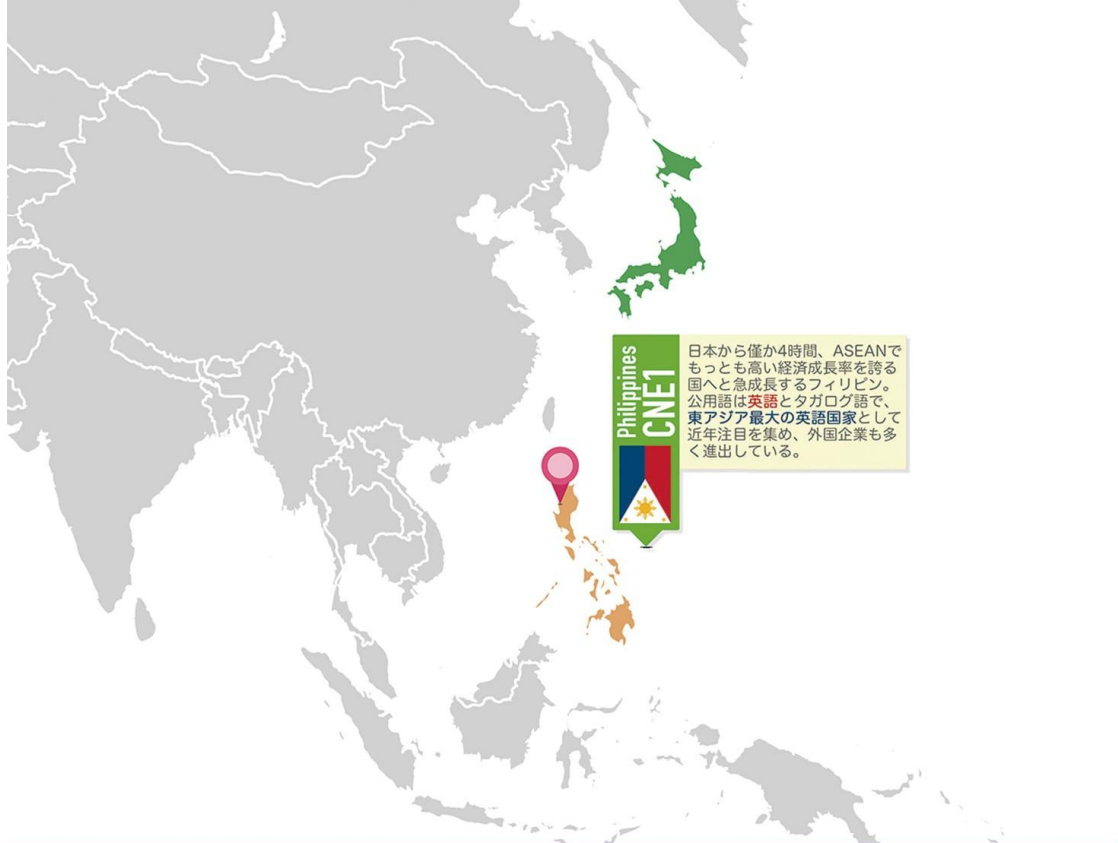 Philippines
CNE1
日本から僅か4時間、ASEANで
もっとも高い経済成長率を誇る
国へと急成長するフィリピン。
公用語は英語とタガログ語で、
東アジア最大の英語国家として
近年注目を集め、外国企業も多
く進出している。